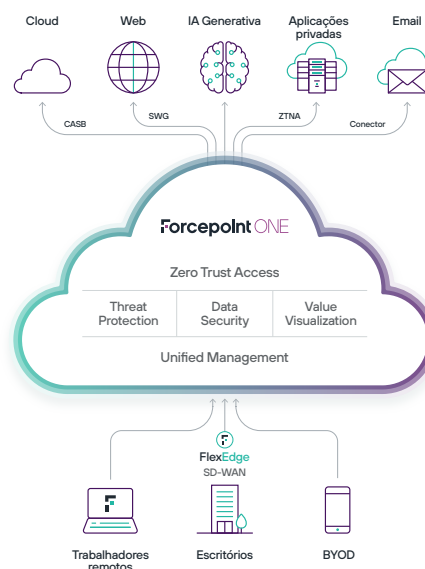 Cloud
Web
IA Generativa
Aplicações
privadas
Email
CASB
SWG
ZTNA
Conector
Forcepoint ONE
Zero Trust Access
Threat
Protection
Data
Security
Value
Visualization
Unified Management
FlexEdge
SD-WAN
Trabalhadores
remotos
Escritórios
BYOD